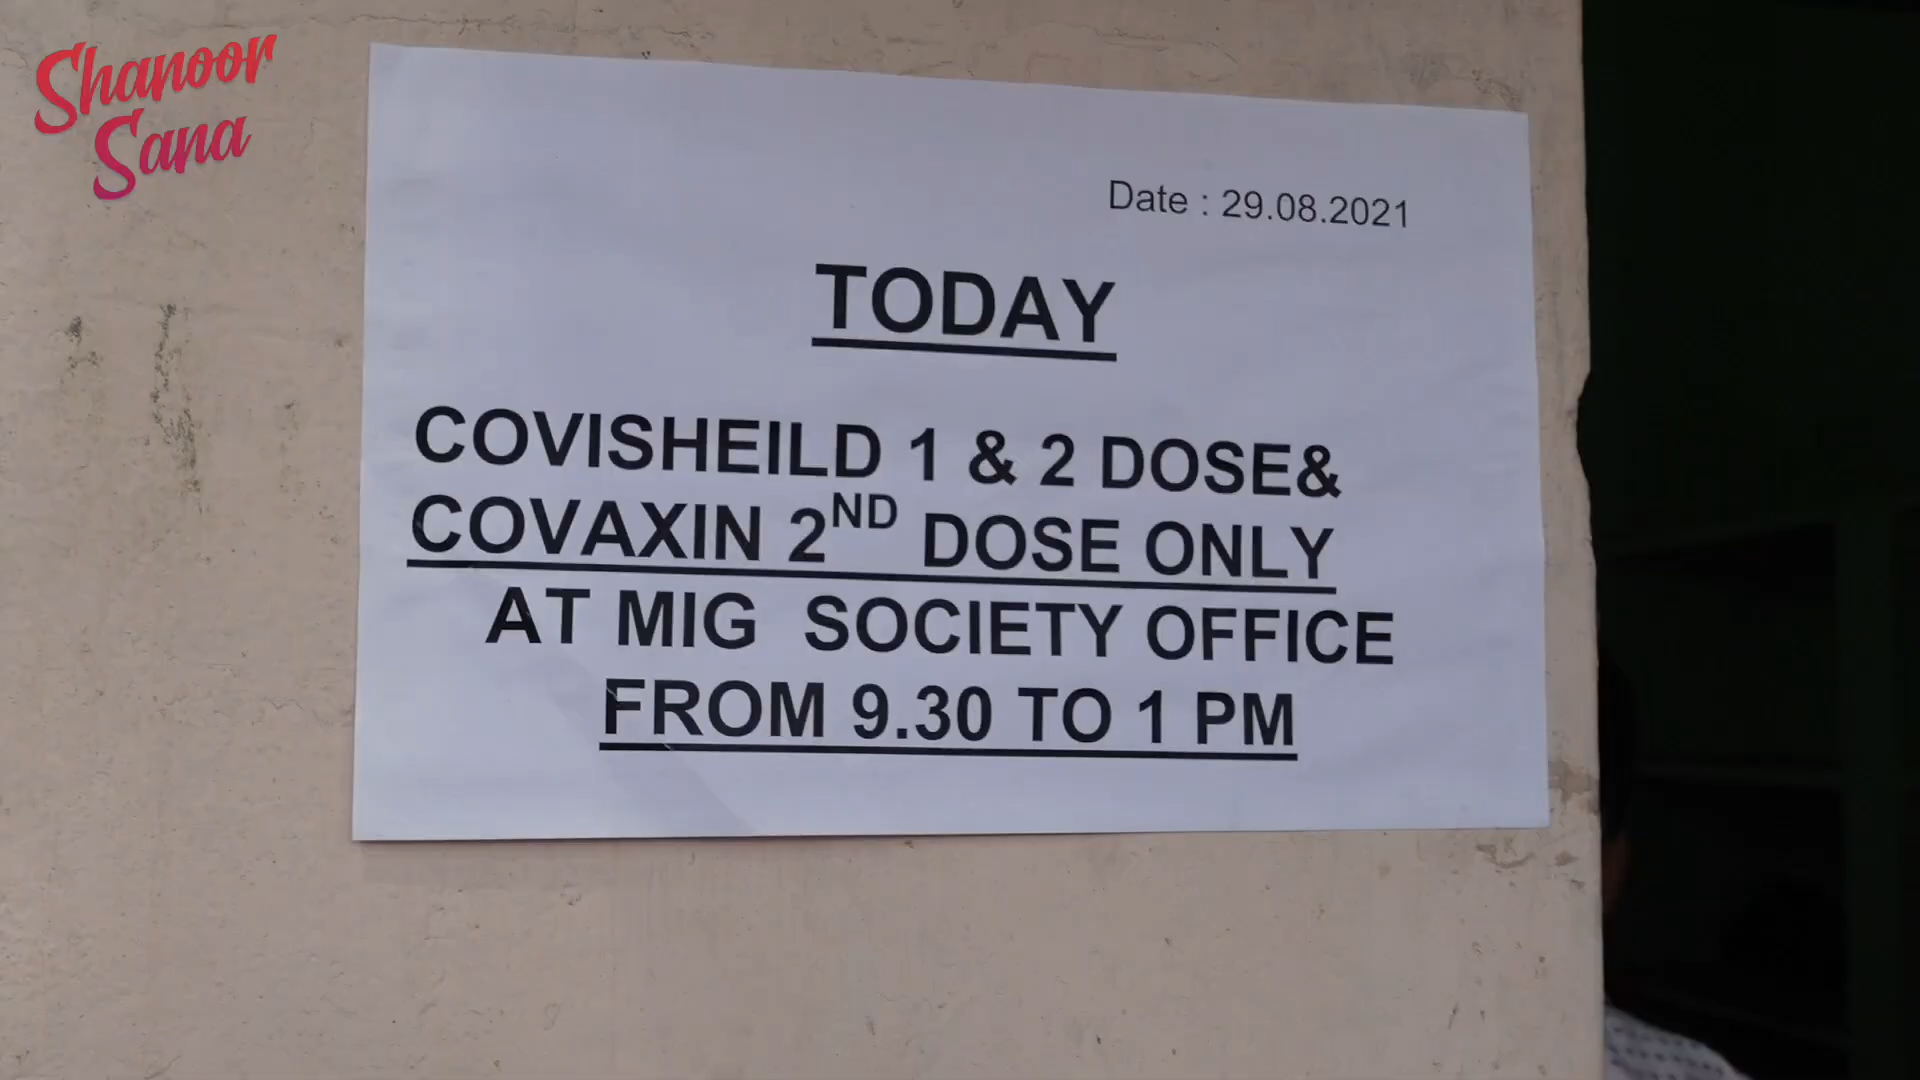 Shanoor
Sana
Date : 29.08.2021
TODAY
COVISHEILD 1 & 2 DOSE&
COVAXIN 2ND DOSE ONLY
AT MIG SOCIETY OFFICE
FROM 9.30 TO 1 PM